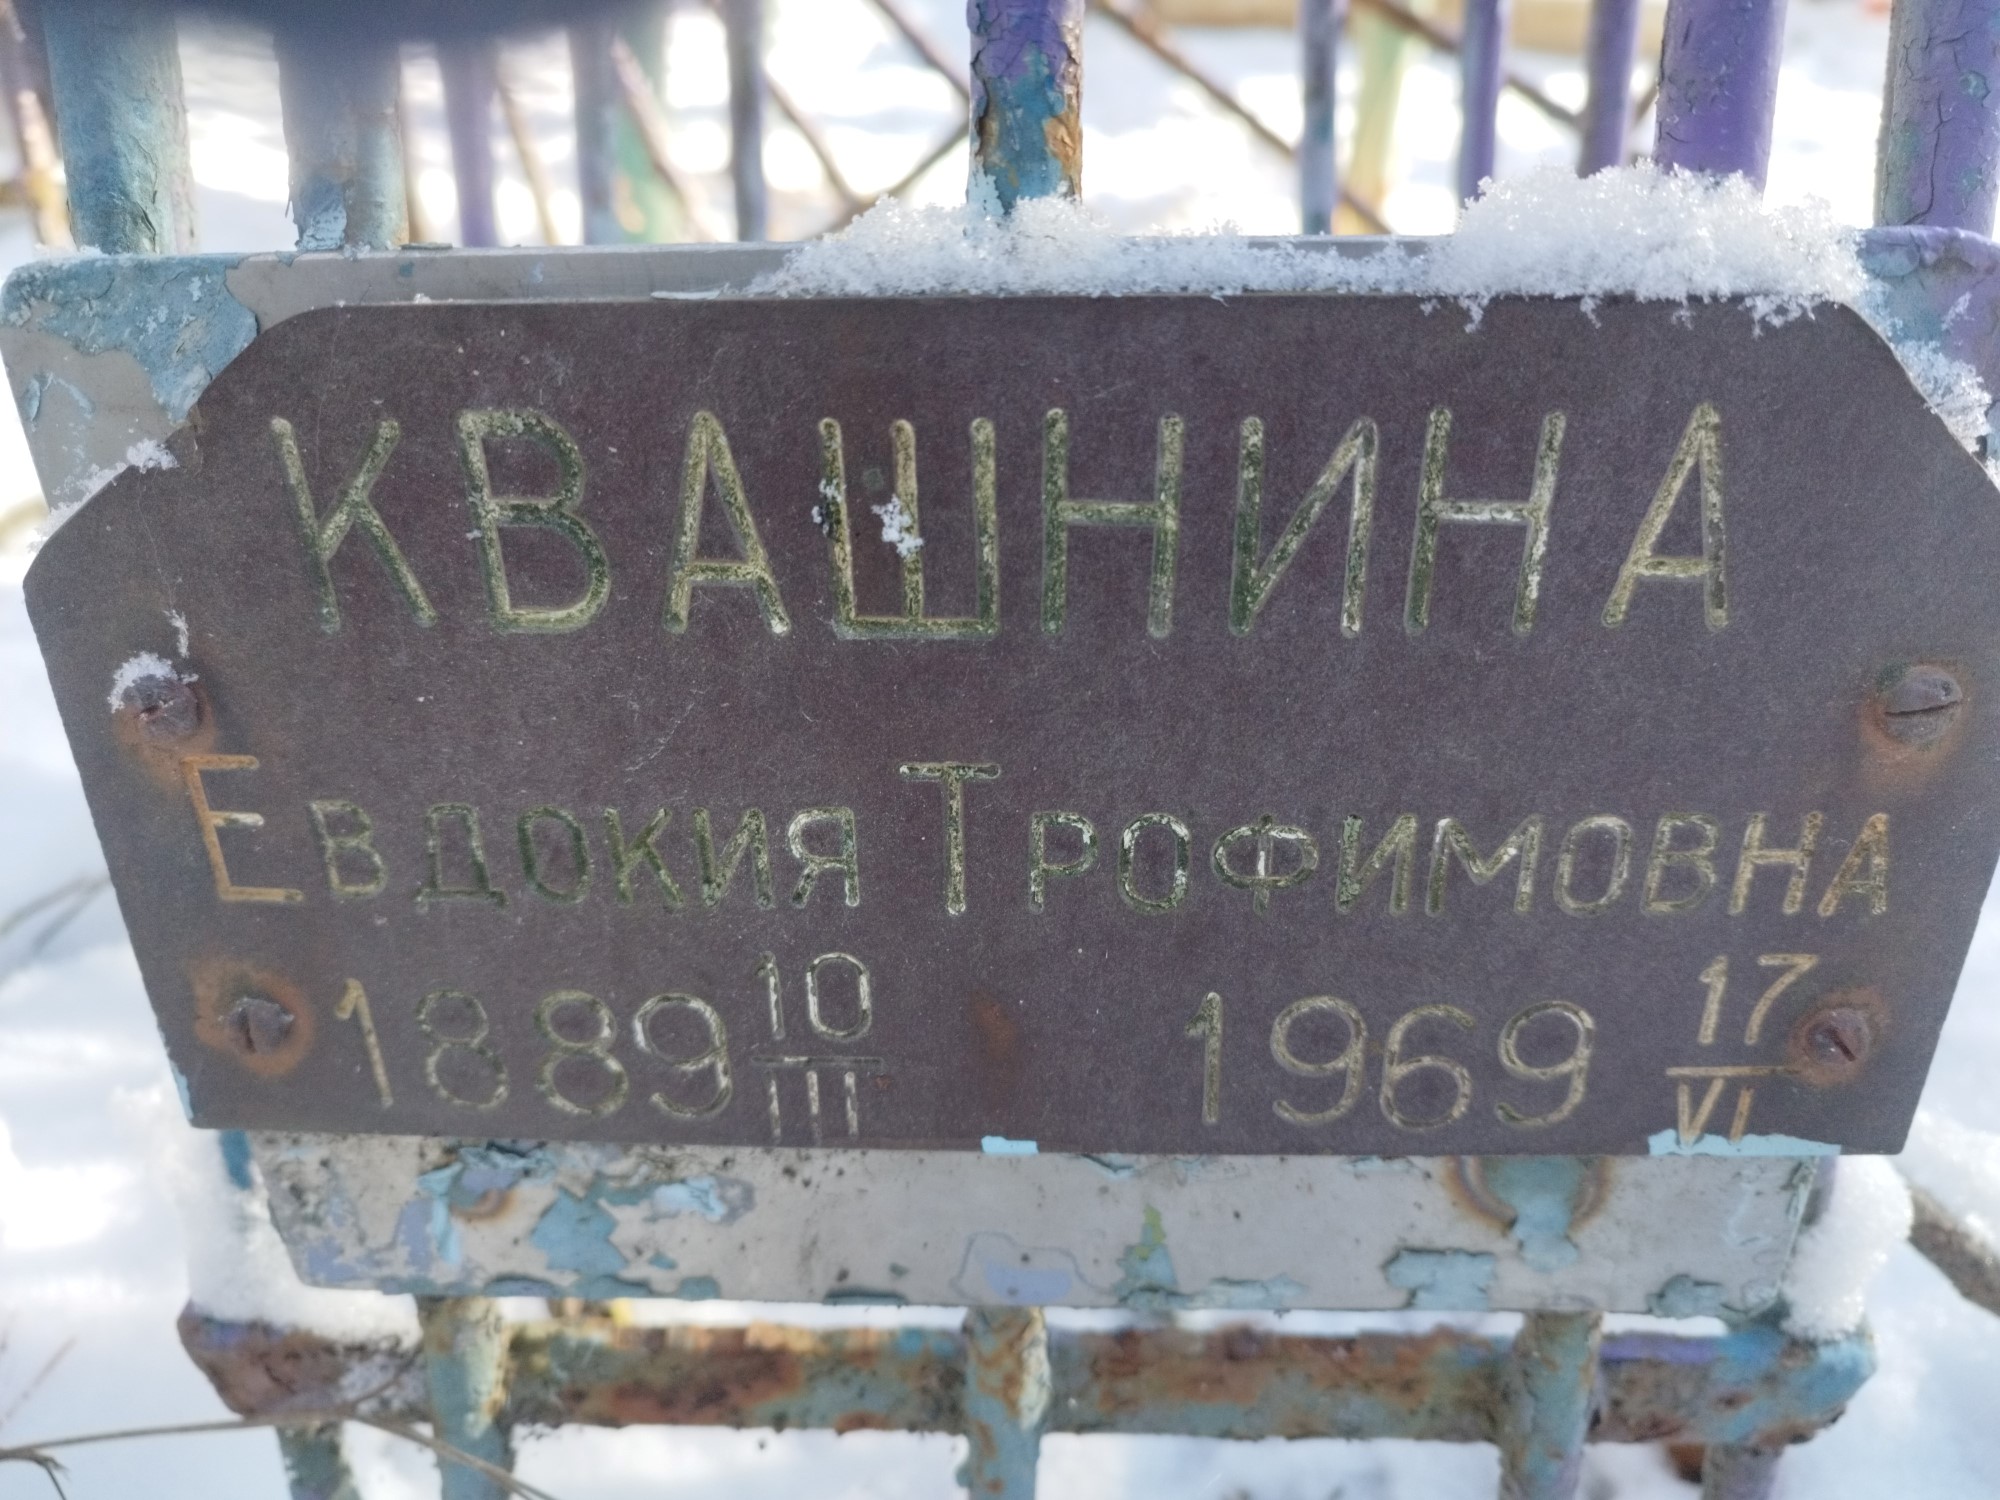 КВАШНИНА
ЕВДОКИЯ ТРОФИМОВНА
1889 10/III 1969 17/VI